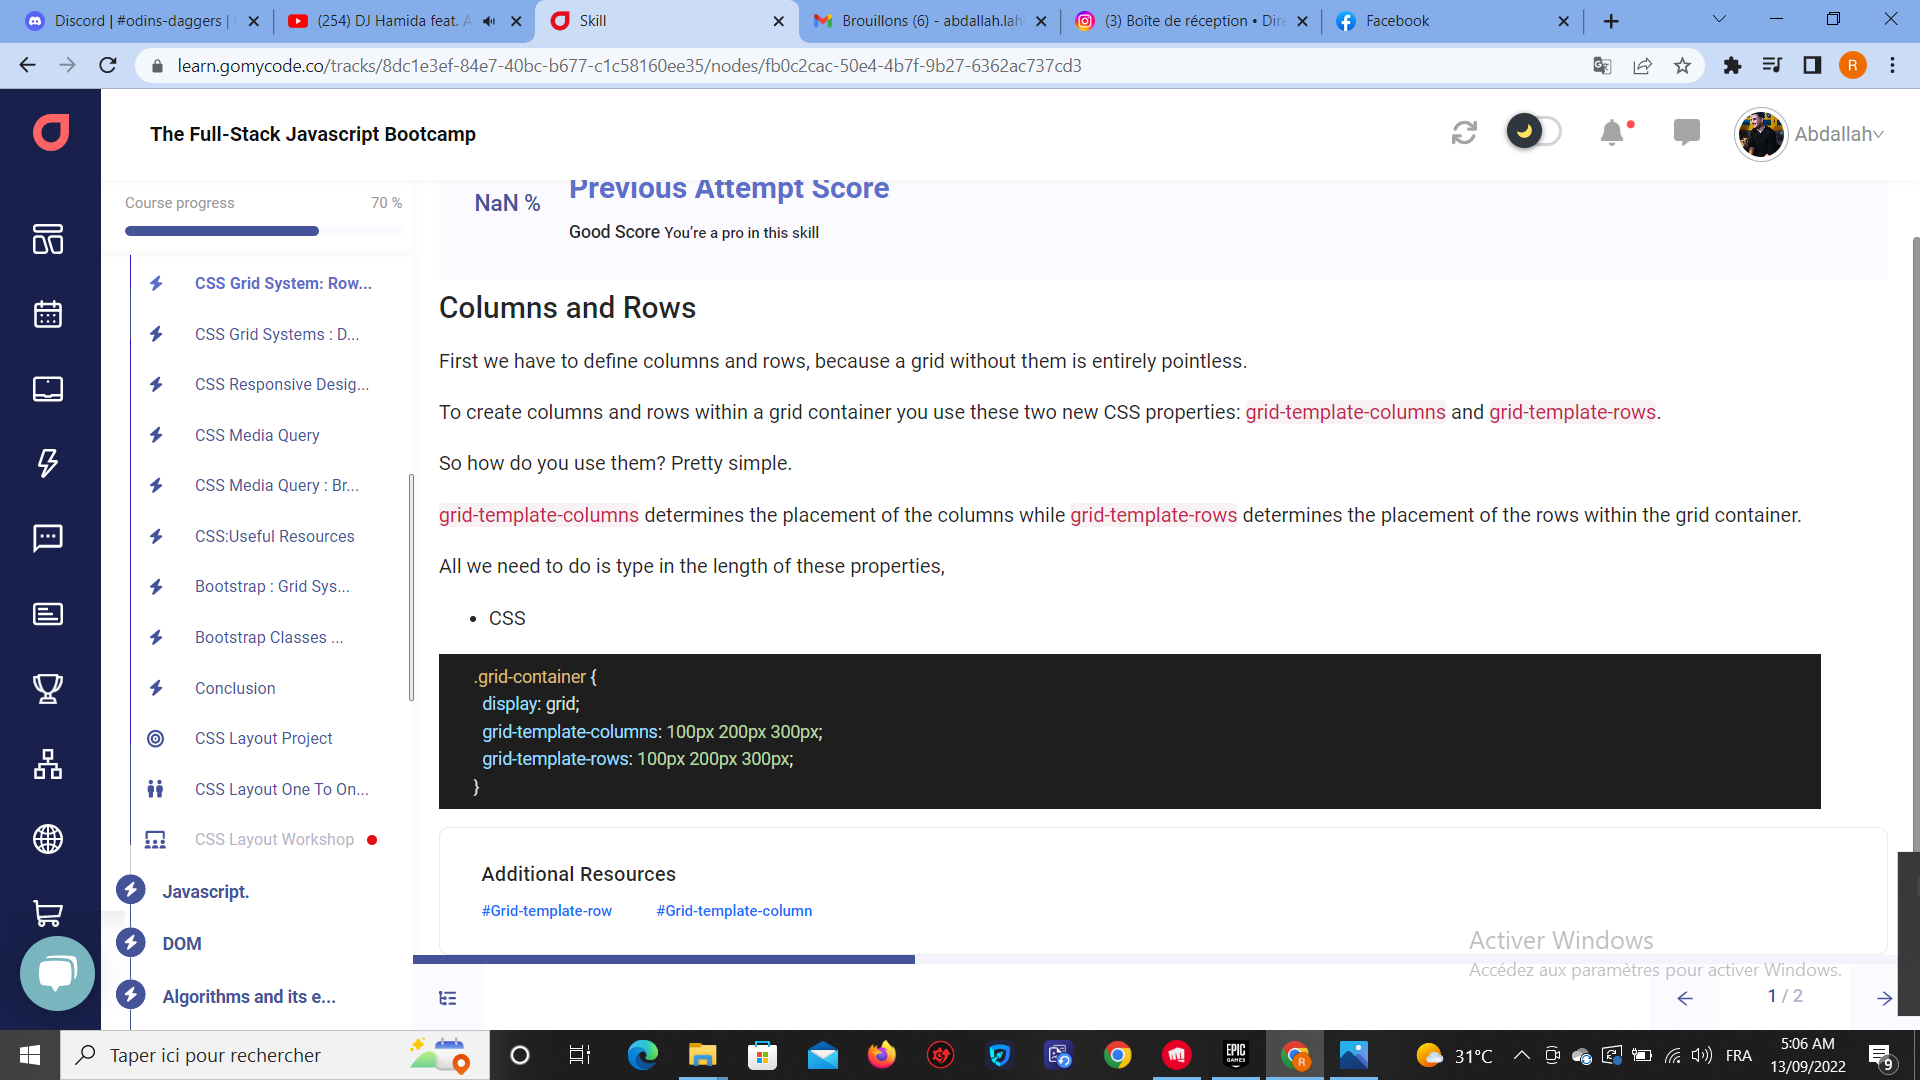 Discord | #odins-daggers |
(254) DJ Hamida feat. A
Skill
Brouillons (6) - abdallah.lah
(3) Boîte de réception • Dire
Facebook
learn.gomycode.co/tracks/8dc1e3ef-84e7-40bc-b677-c1c58160ee35/nodes/fb0c2cac-50e4-4b7f-9b27-6362ac737cd3
R
The Full-Stack Javascript Bootcamp
Abdallah
Course progress 70 %
CSS Grid System: Row...
CSS Grid Systems : D...
CSS Responsive Desig...
CSS Media Query
CSS Media Query : Br...
CSS:Useful Resources
Bootstrap : Grid Sys...
Bootstrap Classes ...
Conclusion
CSS Layout Project
CSS Layout One To On...
CSS Layout Workshop
Javascript.
DOM
Algorithms and its e...
NaN %
Previous Attempt Score
Good Score You're a pro in this skill
Columns and Rows
First we have to define columns and rows, because a grid without them is entirely pointless.
To create columns and rows within a grid container you use these two new CSS properties: grid-template-columns and grid-template-rows.
So how do you use them? Pretty simple.
grid-template-columns determines the placement of the columns while grid-template-rows determines the placement of the rows within the grid container.
All we need to do is type in the length of these properties,
• CSS
.grid-container {
display: grid;
grid-template-columns: 100px 200px 300px;
grid-template-rows: 100px 200px 300px;
}
Additional Resources
#Grid-template-row #Grid-template-column
Activer Windows
Accédez aux paramètres pour activer Windows.
1 / 2
Taper ici pour rechercher
EPIC
GAMES
R
31°C
FRA
5:06 AM
13/09/2022
9